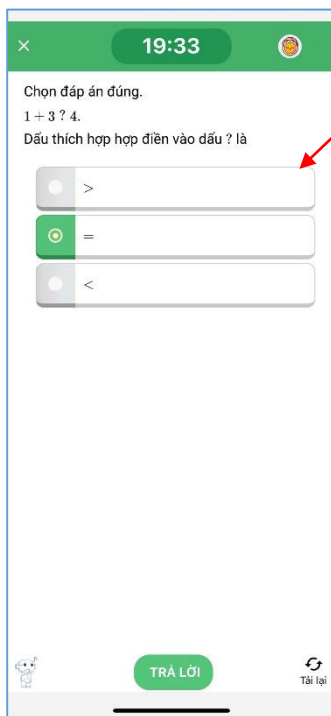 × 19:33
Chọn đáp án đúng.
1 + 3 ? 4.
Dấu thích hợp hợp điền vào dấu ? là
>
=
<
TRẢ LỜI
Tải lại